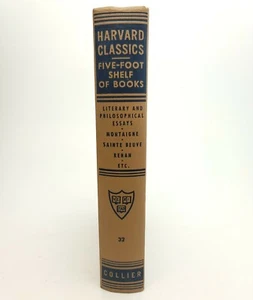 HARVARD
CLASSICS
FIVE-FOOT
SHELF
OF BOOKS
LITERARY AND
PHILOSOPHICAL
ESSAYS
•
MONTAIGNE
•
SAINTE BEUVE
•
RENAN
•
ETC.
32
COLLIER